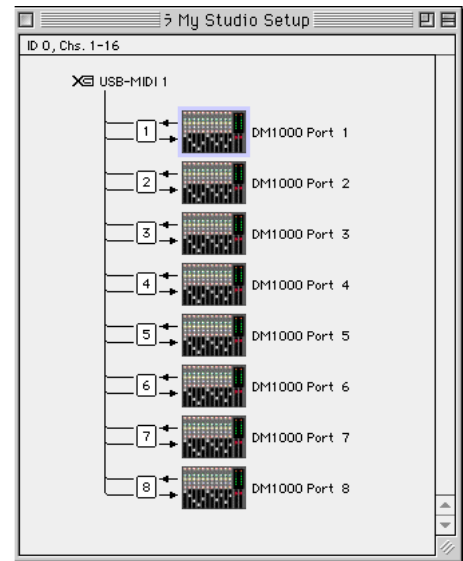 ﾗ My Studio Setup
ID 0, Chs. 1-16
USB-MIDI 1
1 DM1000 Port 1
2 DM1000 Port 2
3 DM1000 Port 3
4 DM1000 Port 4
5 DM1000 Port 5
6 DM1000 Port 6
7 DM1000 Port 7
8 DM1000 Port 8